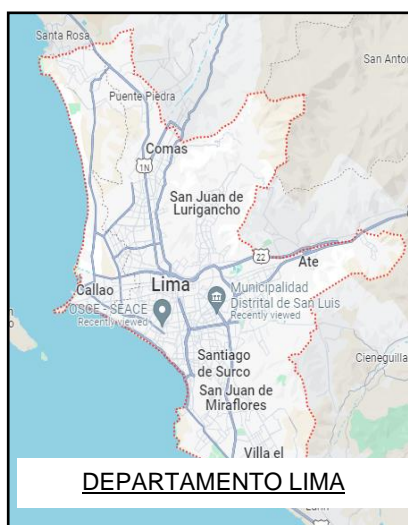 Santa Rosa
San Anton
Puente Piedra
Comas
1N
San Juan de
Lurigancho
22
Ate
Lima
Callao
Municipalidad
Distrital de San Luis
Recently viewed
OSCE - SEACE
Recently viewed
Cieneguilla
Santiago
de Surco
San Juan de
Miraflores
Villa el
DEPARTAMENTO LIMA